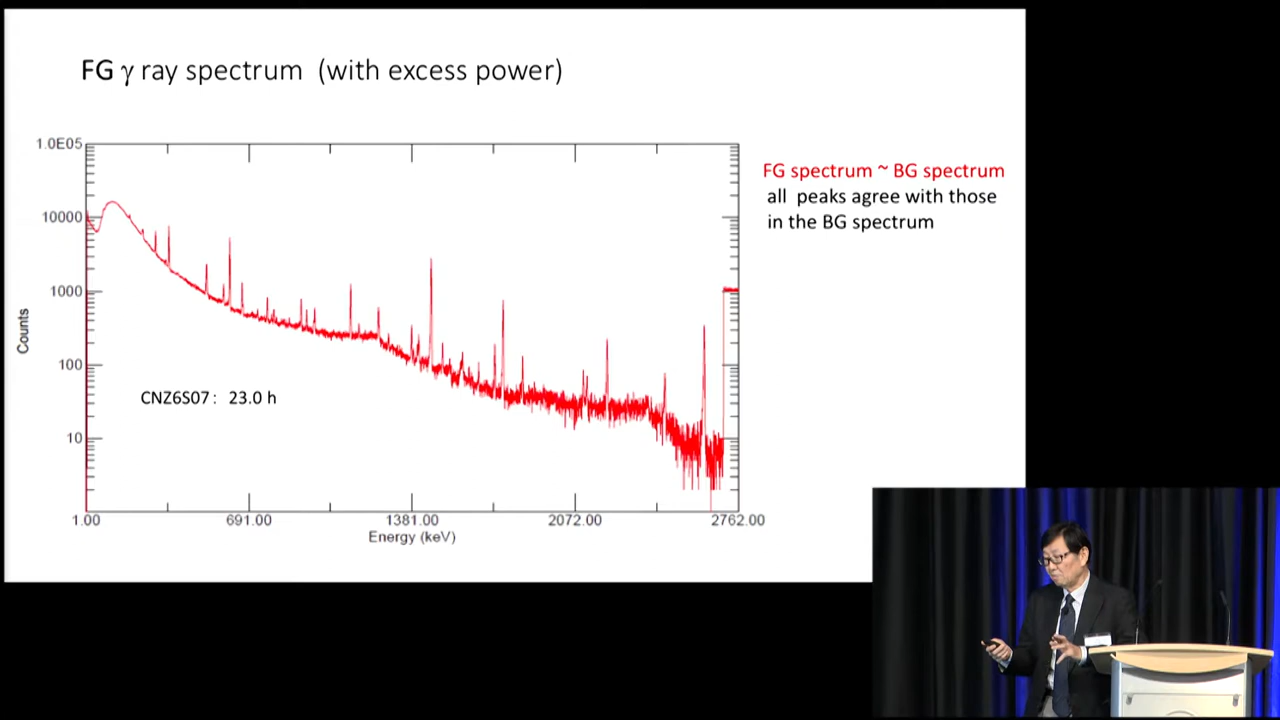 FG γ ray spectrum (with excess power)
1.0E05
10000
1000
100
10
Counts
CNZ6S07: 23.0 h
1.00 691.00 1381.00 2072.00 2762.00
Energy (keV)
FG spectrum ~ BG spectrum
all peaks agree with those
in the BG spectrum